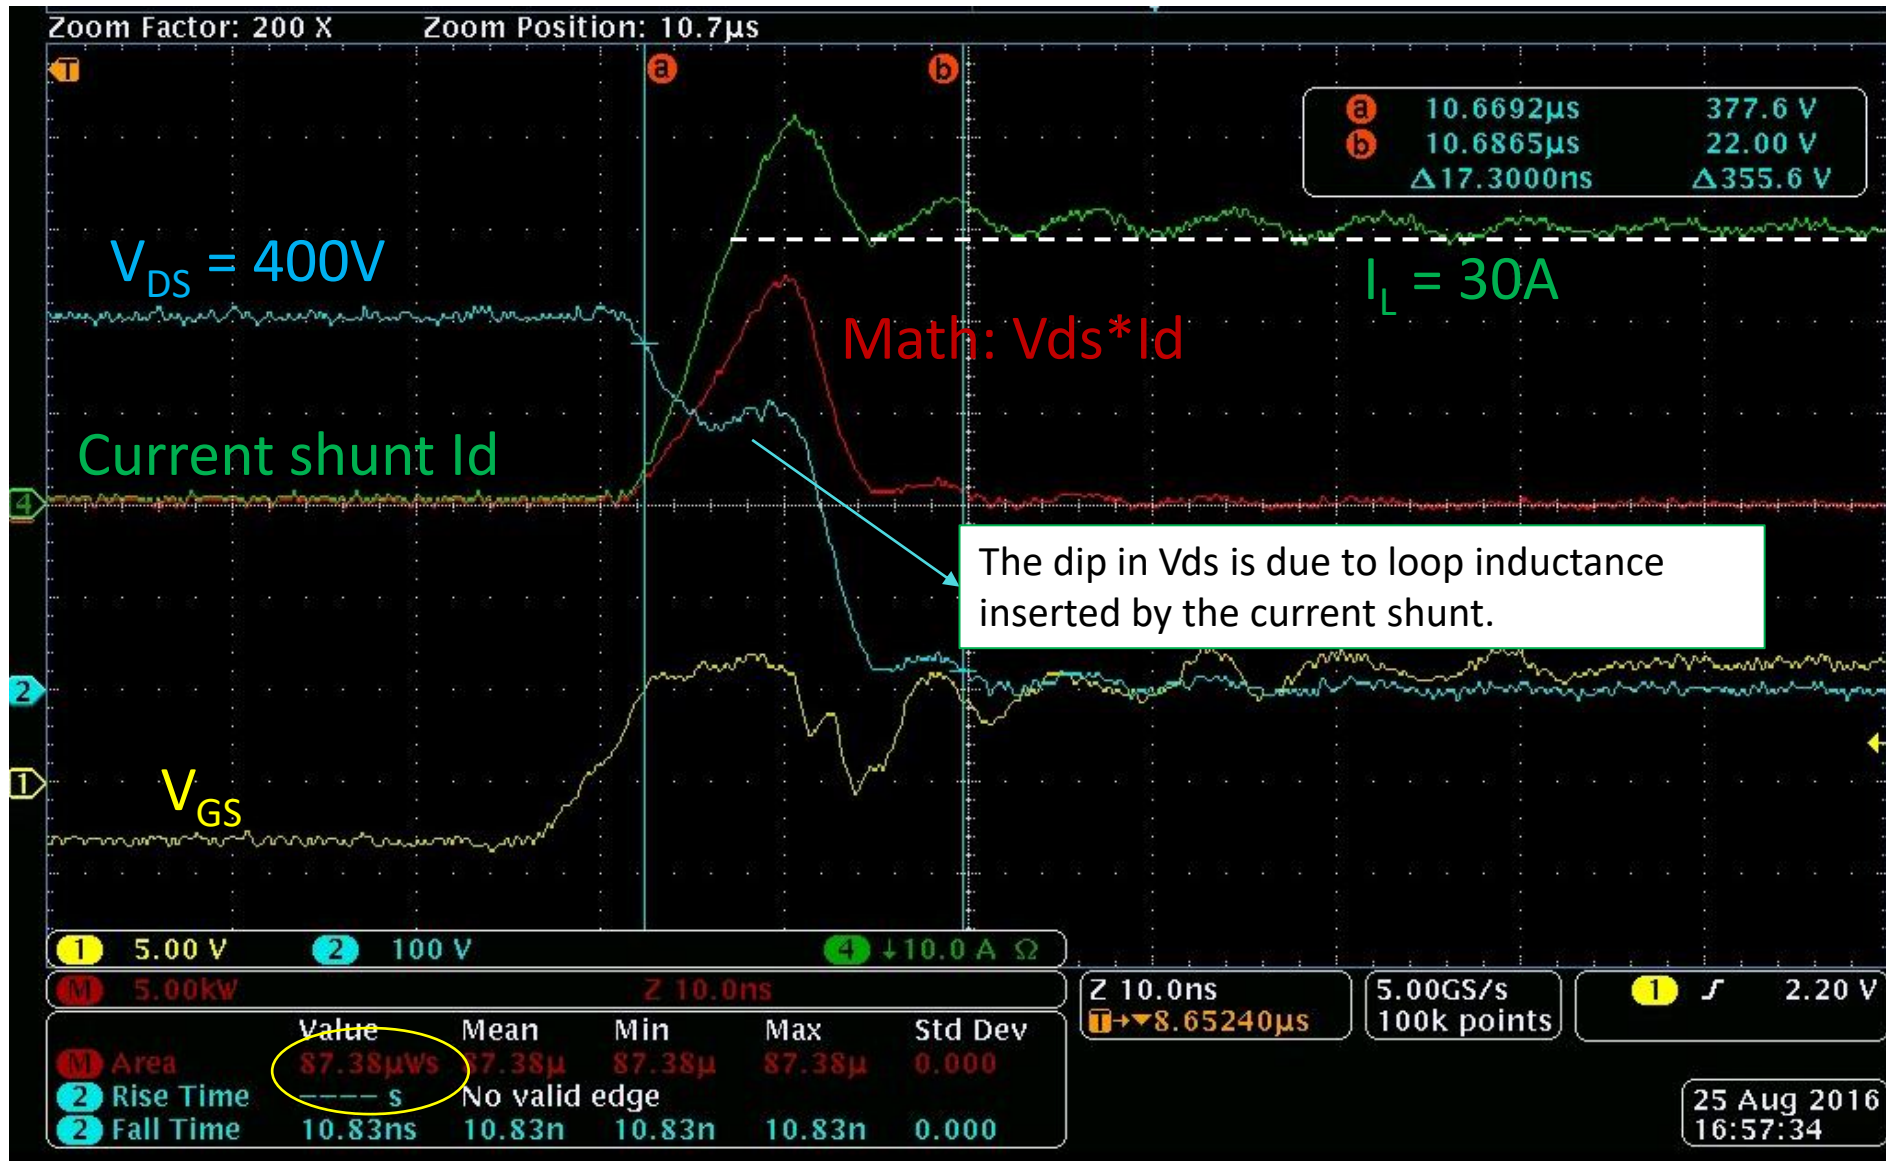 Zoom Factor: 200 X Zoom Position: 10.7µs
T
a b
a 10.6692µs 377.6 V
b 10.6865µs 22.00 V
Δ17.3000ns Δ355.6 V
VDS = 400V
IL = 30A
Math: Vds*Id
Current shunt Id
4
The dip in Vds is due to loop inductance
inserted by the current shunt.
2
1
VGS
1 5.00 V 2 100 V 4 ↓10.0 A Ω
M 5.00kW Z 10.0ns
Z 10.0ns
T→▼8.65240µs
5.00GS/s
100k points
1 ʃ 2.20 V
Value Mean Min Max Std Dev
M Area 87.38µWs 87.38µ 87.38µ 87.38µ 0.000
2 Rise Time ---- s No valid edge
2 Fall Time 10.83ns 10.83n 10.83n 10.83n 0.000
25 Aug 2016
16:57:34